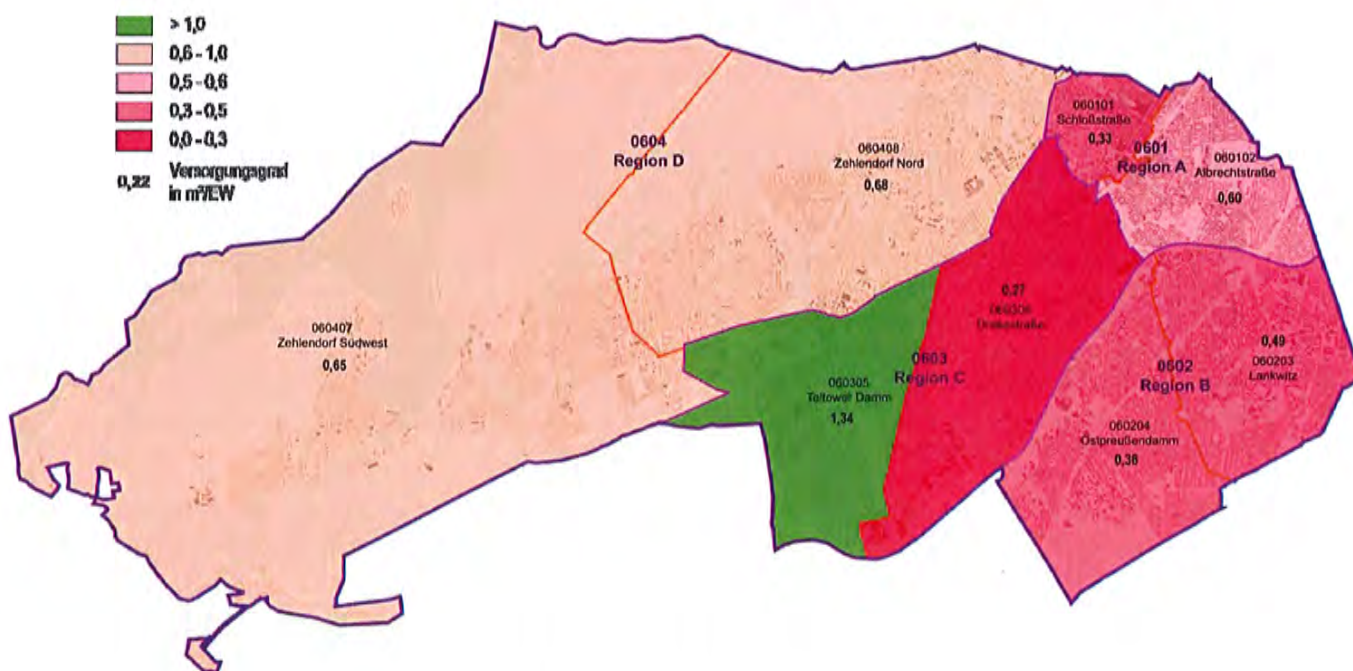 > 1,0
0,6 - 1,0
0,5 - 0,6
0,3 - 0,5
0,0 - 0,3
0,22 Versorgungsgrad
in m²/EW
0604
Region D
060408
Zehlendorf Nord
0,68
060101
Schloßstraße
0,33
0601
Region A
060102
Albrechtstraße
0,60
060407
Zehlendorf Südwest
0,65
060305
Teltower Damm
1,34
0603
Region C
0,27
060306
Drakestraße
0602
Region B
0,49
060203
Lankwitz
060204
Ostpreußendamm
0,36